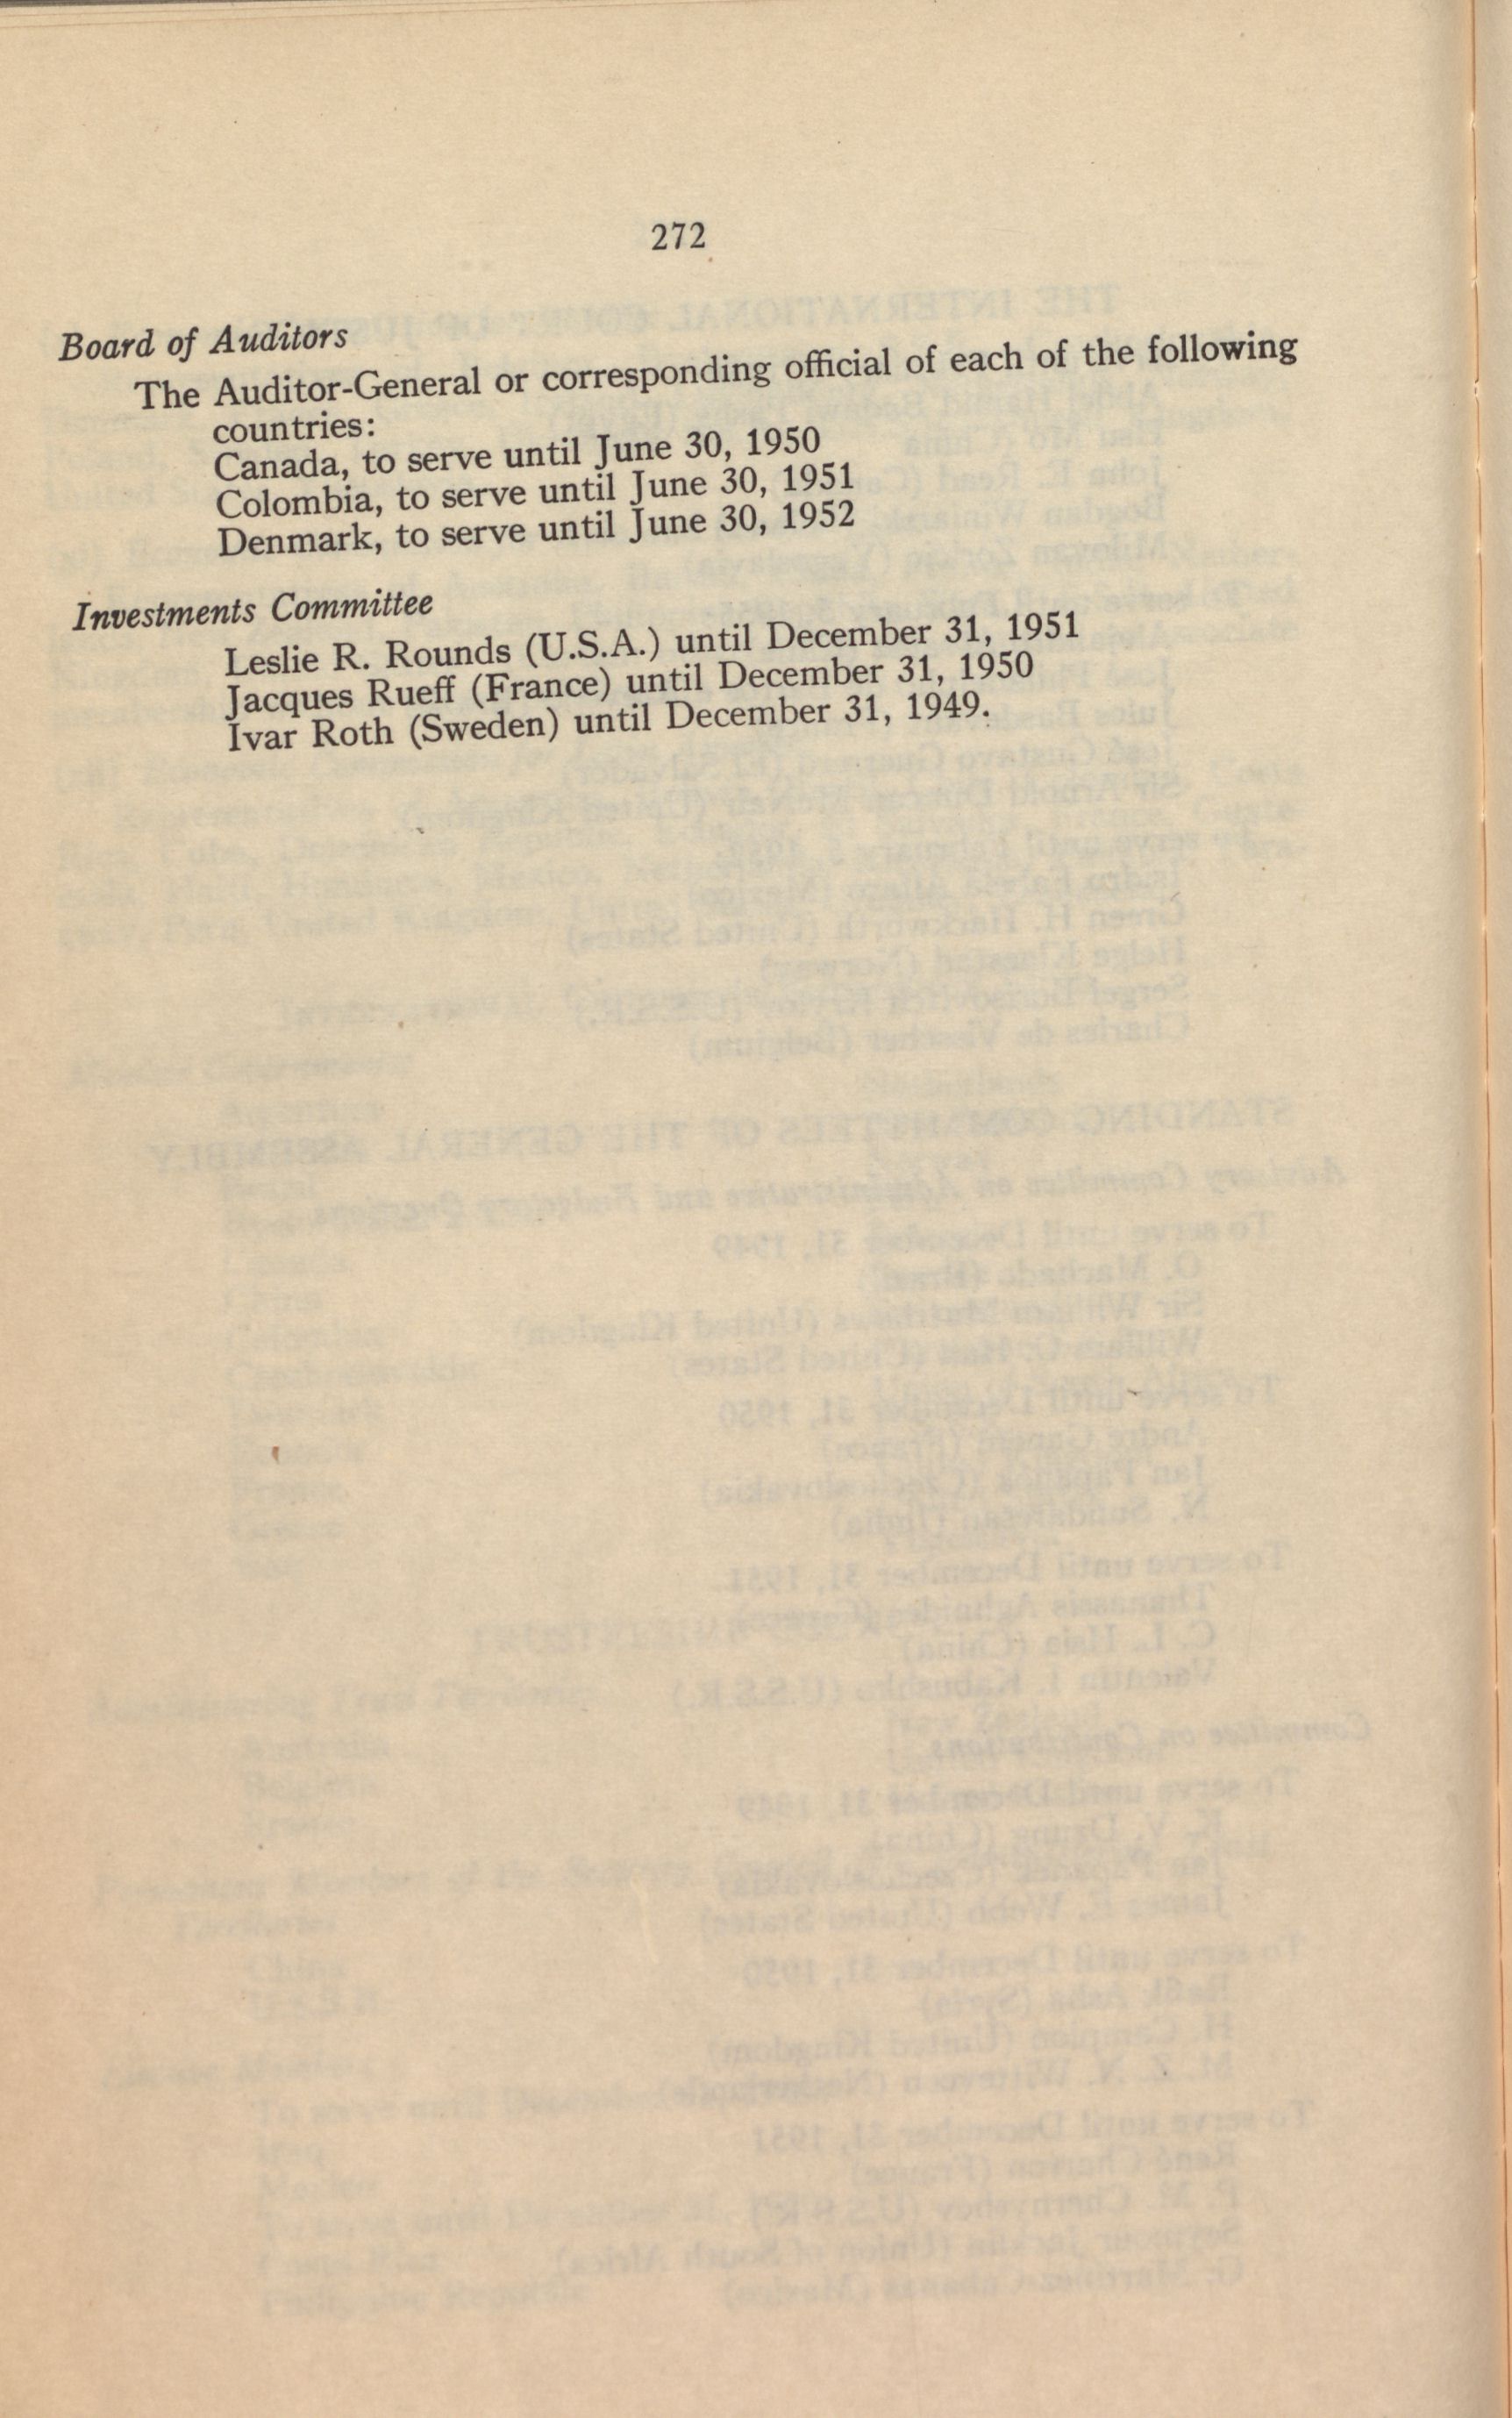 272
Board of Auditors
The Auditor-General or corresponding official of each of the following
countries:
Canada, to serve until June 30, 1950
Colombia, to serve until June 30, 1951
Denmark, to serve until June 30, 1952
Investments Committee
Leslie R. Rounds (U.S.A.) until December 31, 1951
Jacques Rueff (France) until December 31, 1950
Ivar Roth (Sweden) until December 31, 1949.